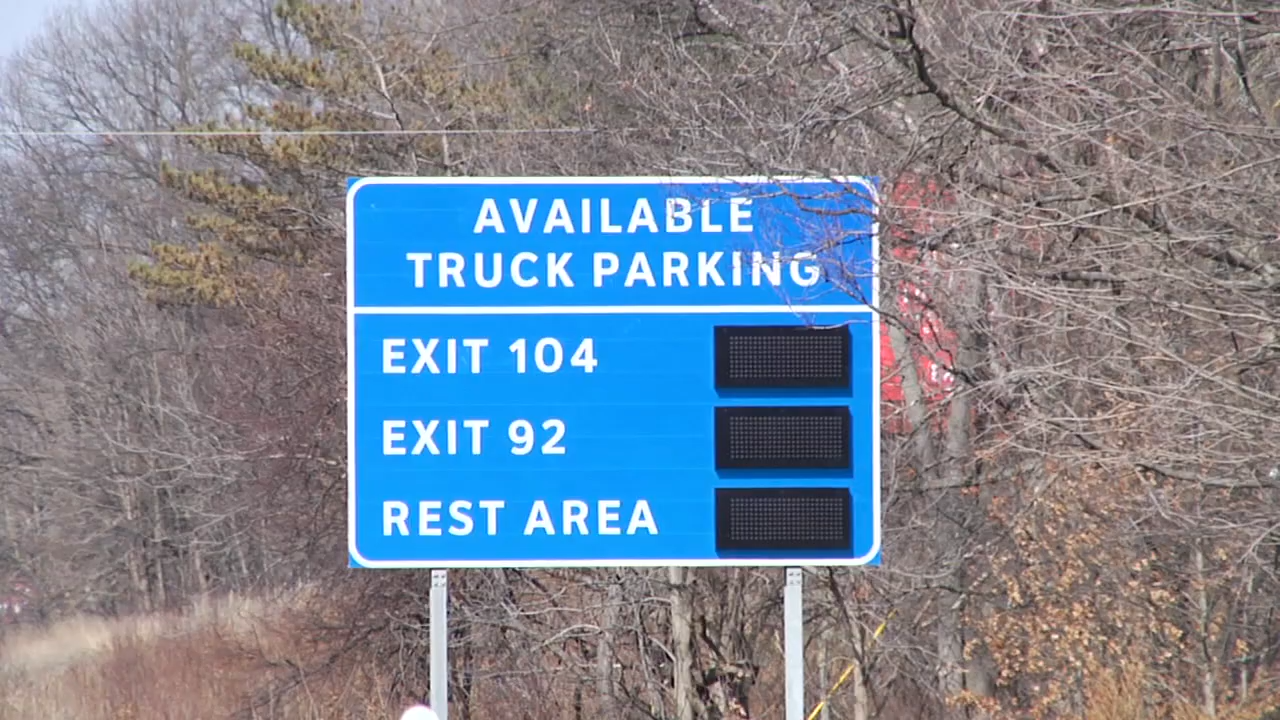 AVAILABLE
TRUCK PARKING
EXIT 104
EXIT 92
REST AREA